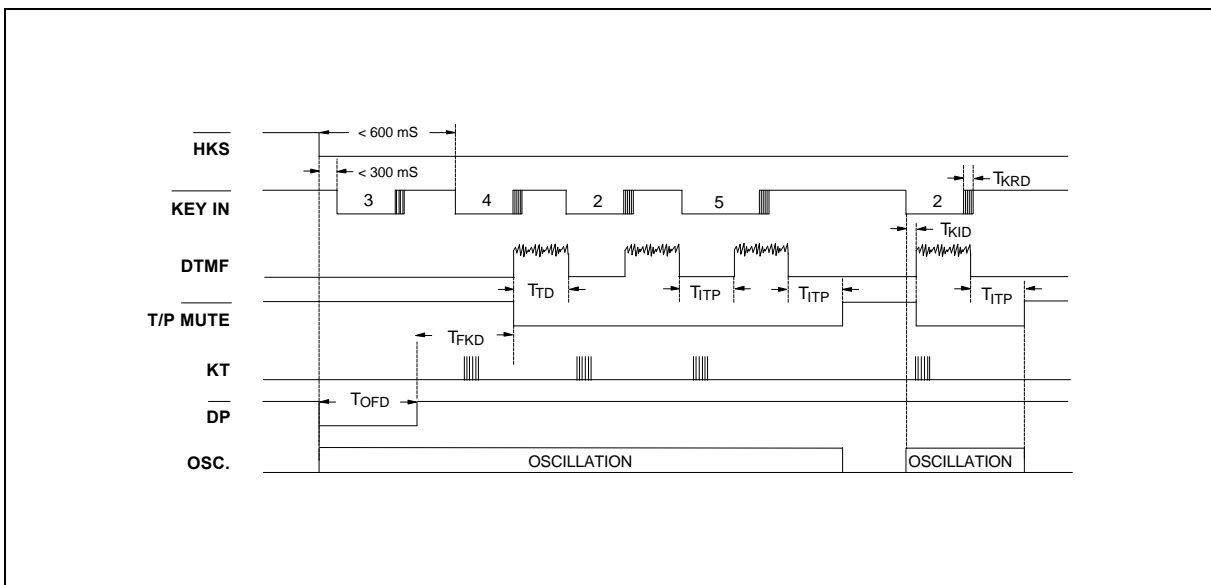 < 600 mS
HKS
< 300 mS
TKRD
KEY IN 3 4 2 5 2
TKID
DTMF
TTD TITP TITP TITP
T/P MUTE
TFKD
KT
TOFD
DP
OSC. OSCILLATION OSCILLATION